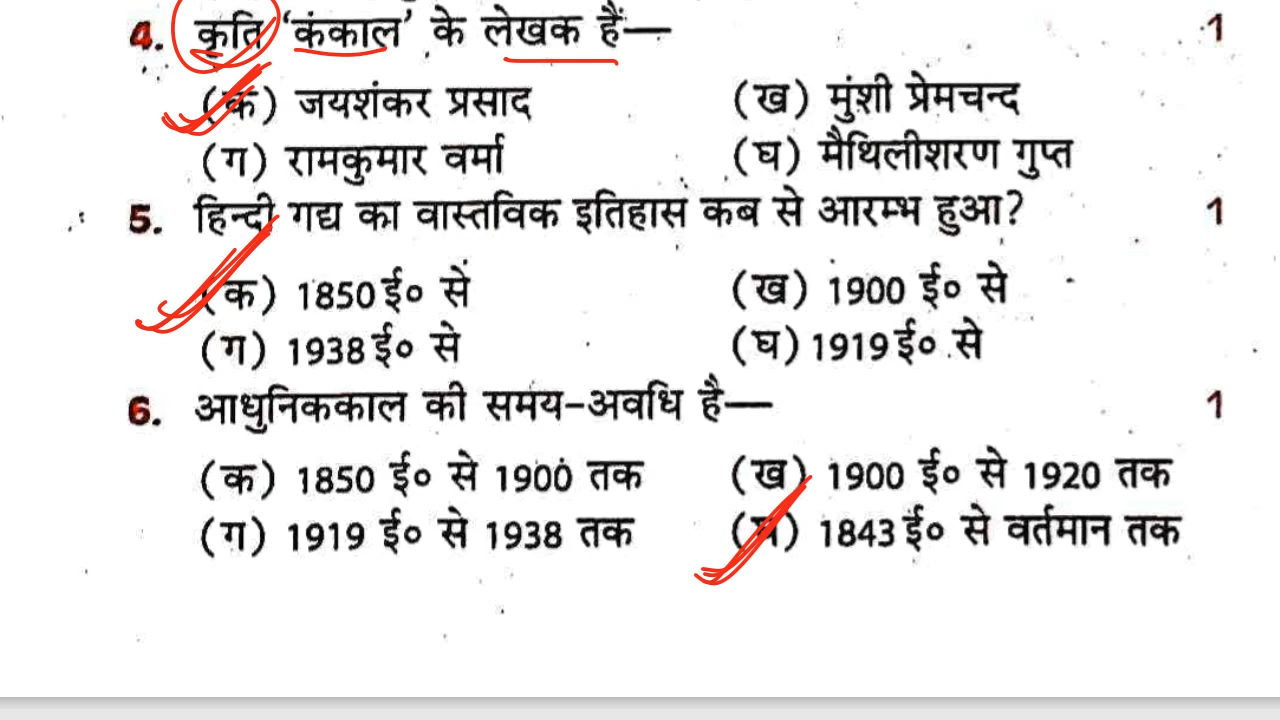 4. कृति ‘कंकाल’ के लेखक हैं— 1
(क) जयशंकर प्रसाद (ख) मुंशी प्रेमचन्द
(ग) रामकुमार वर्मा (घ) मैथिलीशरण गुप्त
5. हिन्दी गद्य का वास्तविक इतिहास कब से आरम्भ हुआ? 1
(क) 1850 ई० से (ख) 1900 ई० से
(ग) 1938 ई० से (घ) 1919 ई० से
6. आधुनिककाल की समय-अवधि है— 1
(क) 1850 ई० से 1900 तक (ख) 1900 ई० से 1920 तक
(ग) 1919 ई० से 1938 तक (घ) 1843 ई० से वर्तमान तक